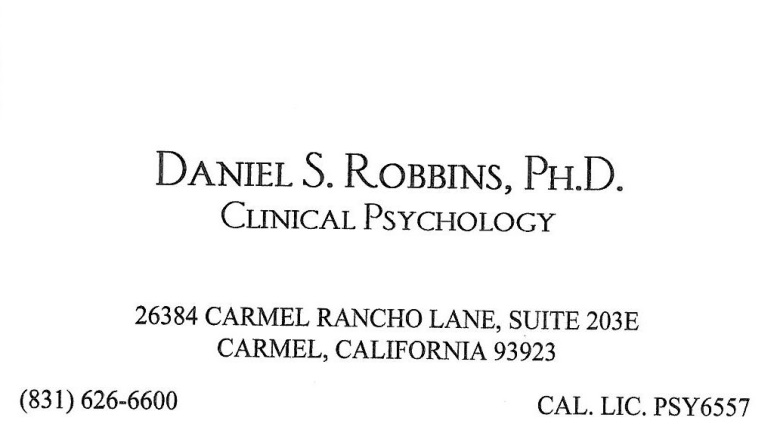 Daniel S. Robbins, Ph.D.
Clinical Psychology
26384 CARMEL RANCHO LANE, SUITE 203E
CARMEL, CALIFORNIA 93923
(831) 626-6600
CAL. LIC. PSY6557